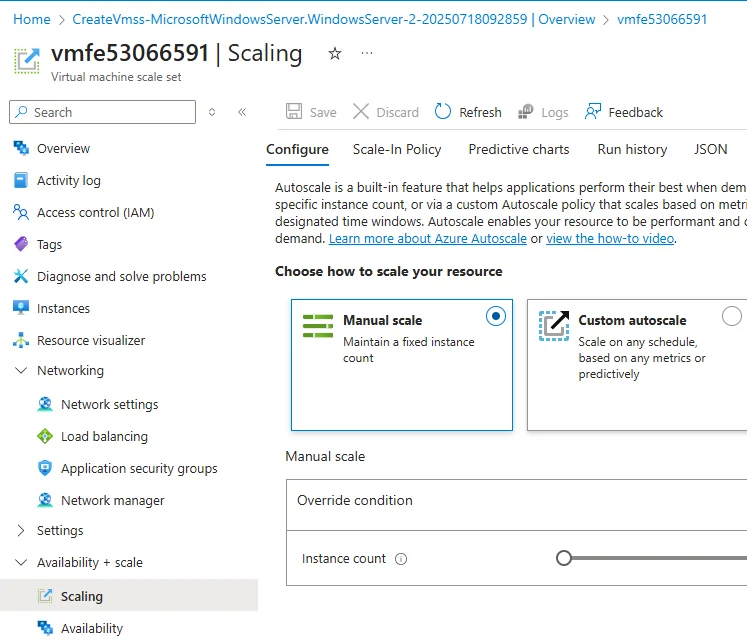 Home > CreateVmss-MicrosoftWindowsServer.WindowsServer-2-20250718092859 | Overview > vmfe53066591
vmfe53066591 | Scaling
Virtual machine scale set
Search
Save Discard Refresh Logs Feedback
Overview
Activity log
Access control (IAM)
Tags
Diagnose and solve problems
Instances
Resource visualizer
Networking
Network settings
Load balancing
Application security groups
Network manager
Settings
Availability + scale
Scaling
Availability
Configure Scale-In Policy Predictive charts Run history JSON
Autoscale is a built-in feature that helps applications perform their best when dem
specific instance count, or via a custom Autoscale policy that scales based on metri
designated time windows. Autoscale enables your resource to be performant and c
demand. Learn more about Azure Autoscale or view the how-to video.
Choose how to scale your resource
Manual scale
Maintain a fixed instance
count
Custom autoscale
Scale on any schedule,
based on any metrics or
predictively
Manual scale
Override condition
Instance count